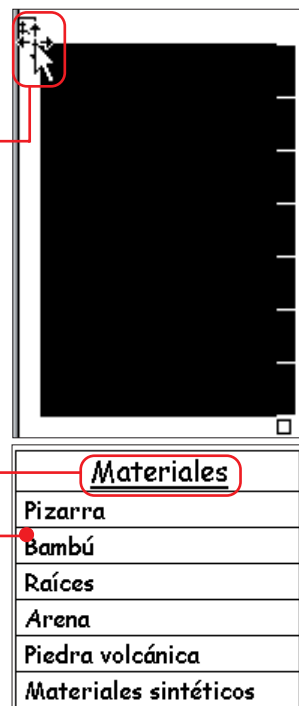 Materiales
Pizarra
Bambú
Raíces
Arena
Piedra volcánica
Materiales sintéticos